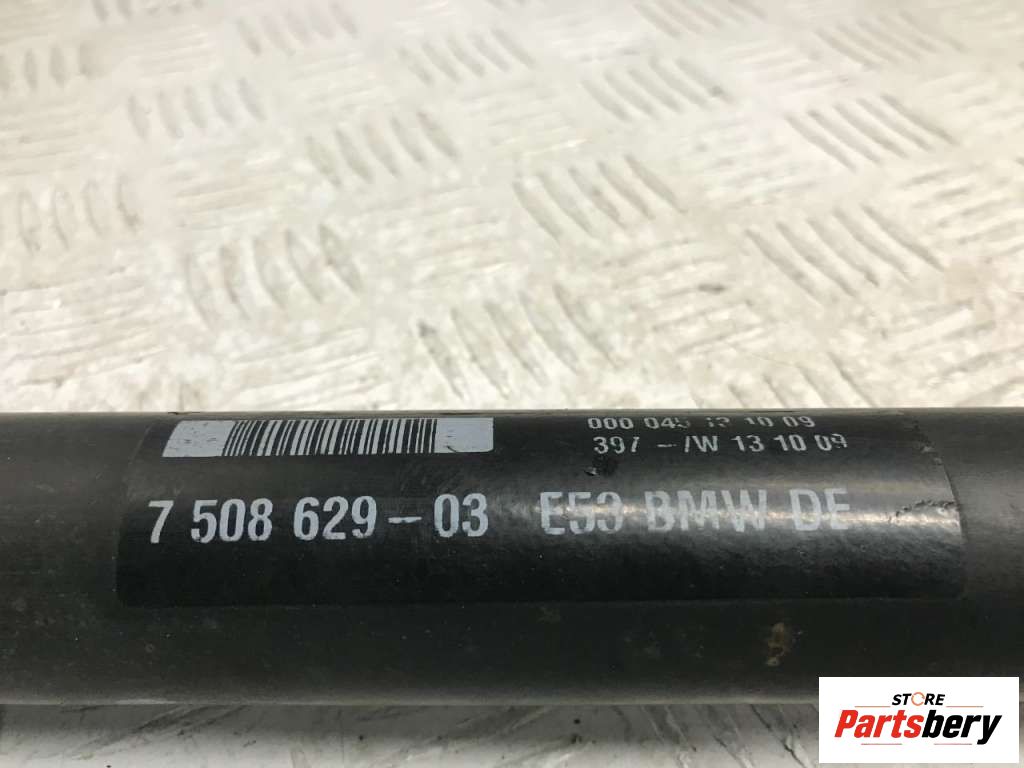 000 045 13 10 09
397 - /W 13 10 09
7 508 629-03 E53 BMW DE
STORE
Partsbery